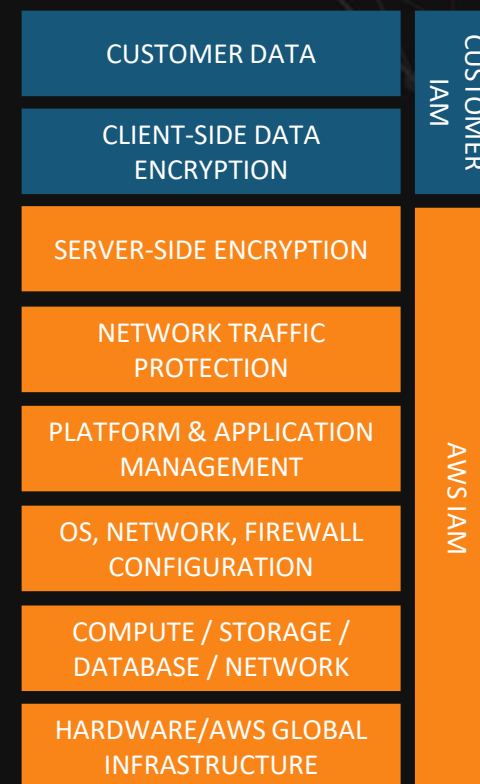 CUSTOMER DATA
CUSTOMER
IAM
CLIENT-SIDE DATA
ENCRYPTION
SERVER-SIDE ENCRYPTION
NETWORK TRAFFIC
PROTECTION
PLATFORM & APPLICATION
MANAGEMENT
AWS IAM
OS, NETWORK, FIREWALL
CONFIGURATION
COMPUTE / STORAGE /
DATABASE / NETWORK
HARDWARE/AWS GLOBAL
INFRASTRUCTURE